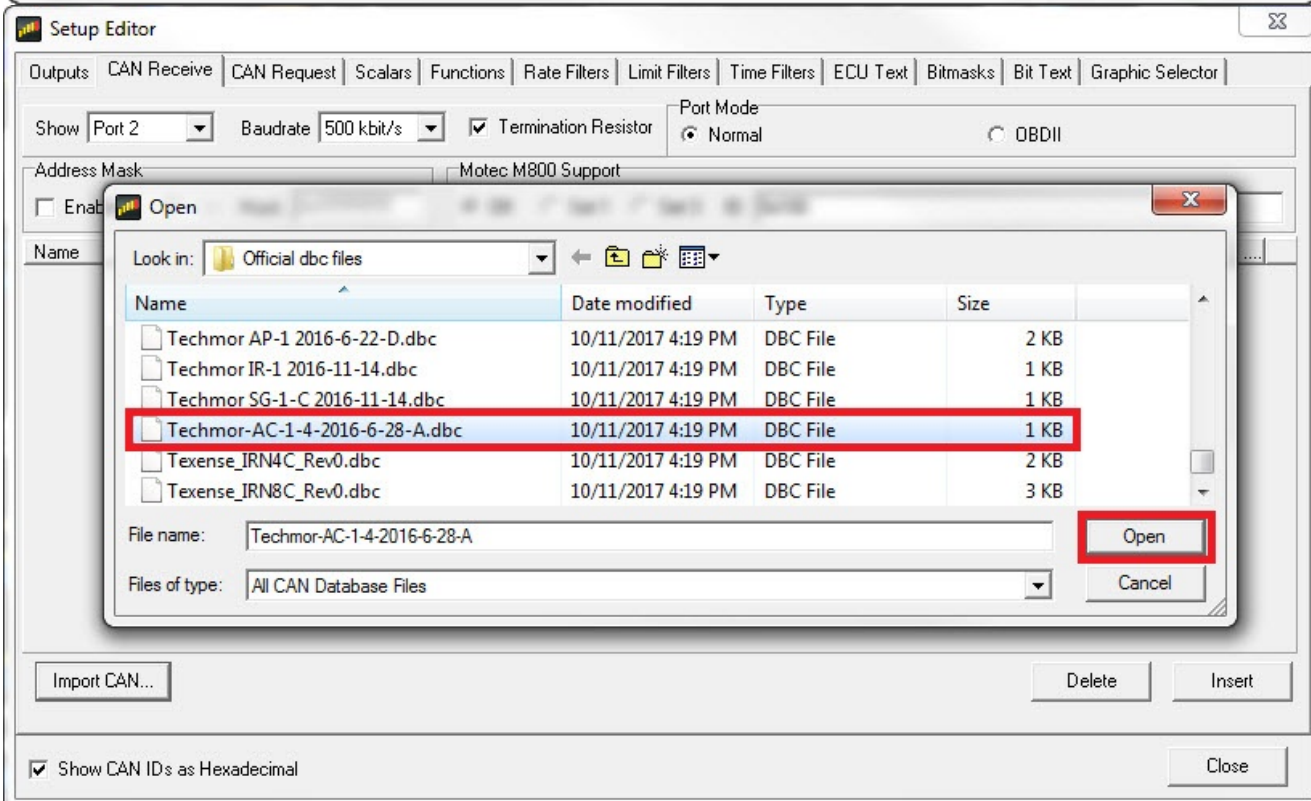 Setup Editor
Outputs CAN Receive CAN Request Scalars Functions Rate Filters Limit Filters Time Filters ECU Text Bitmasks Bit Text Graphic Selector
Port Mode
Show Port 2 Baudrate 500 kbit/s Termination Resistor Normal OBDII
Address Mask Motec M800 Support
Enab
Open
Name
Look in: Official dbc files
...
Name Date modified Type Size
Techmor AP-1 2016-6-22-D.dbc 10/11/2017 4:19 PM DBC File 2 KB
Techmor IR-1 2016-11-14.dbc 10/11/2017 4:19 PM DBC File 1 KB
Techmor SG-1-C 2016-11-14.dbc 10/11/2017 4:19 PM DBC File 1 KB
Techmor-AC-1-4-2016-6-28-A.dbc 10/11/2017 4:19 PM DBC File 1 KB
Texense_IRN4C_Rev0.dbc 10/11/2017 4:19 PM DBC File 2 KB
Texense_IRN8C_Rev0.dbc 10/11/2017 4:19 PM DBC File 3 KB
File name: Techmor-AC-1-4-2016-6-28-A Open
Files of type: All CAN Database Files Cancel
Import CAN... Delete Insert
Show CAN IDs as Hexadecimal Close